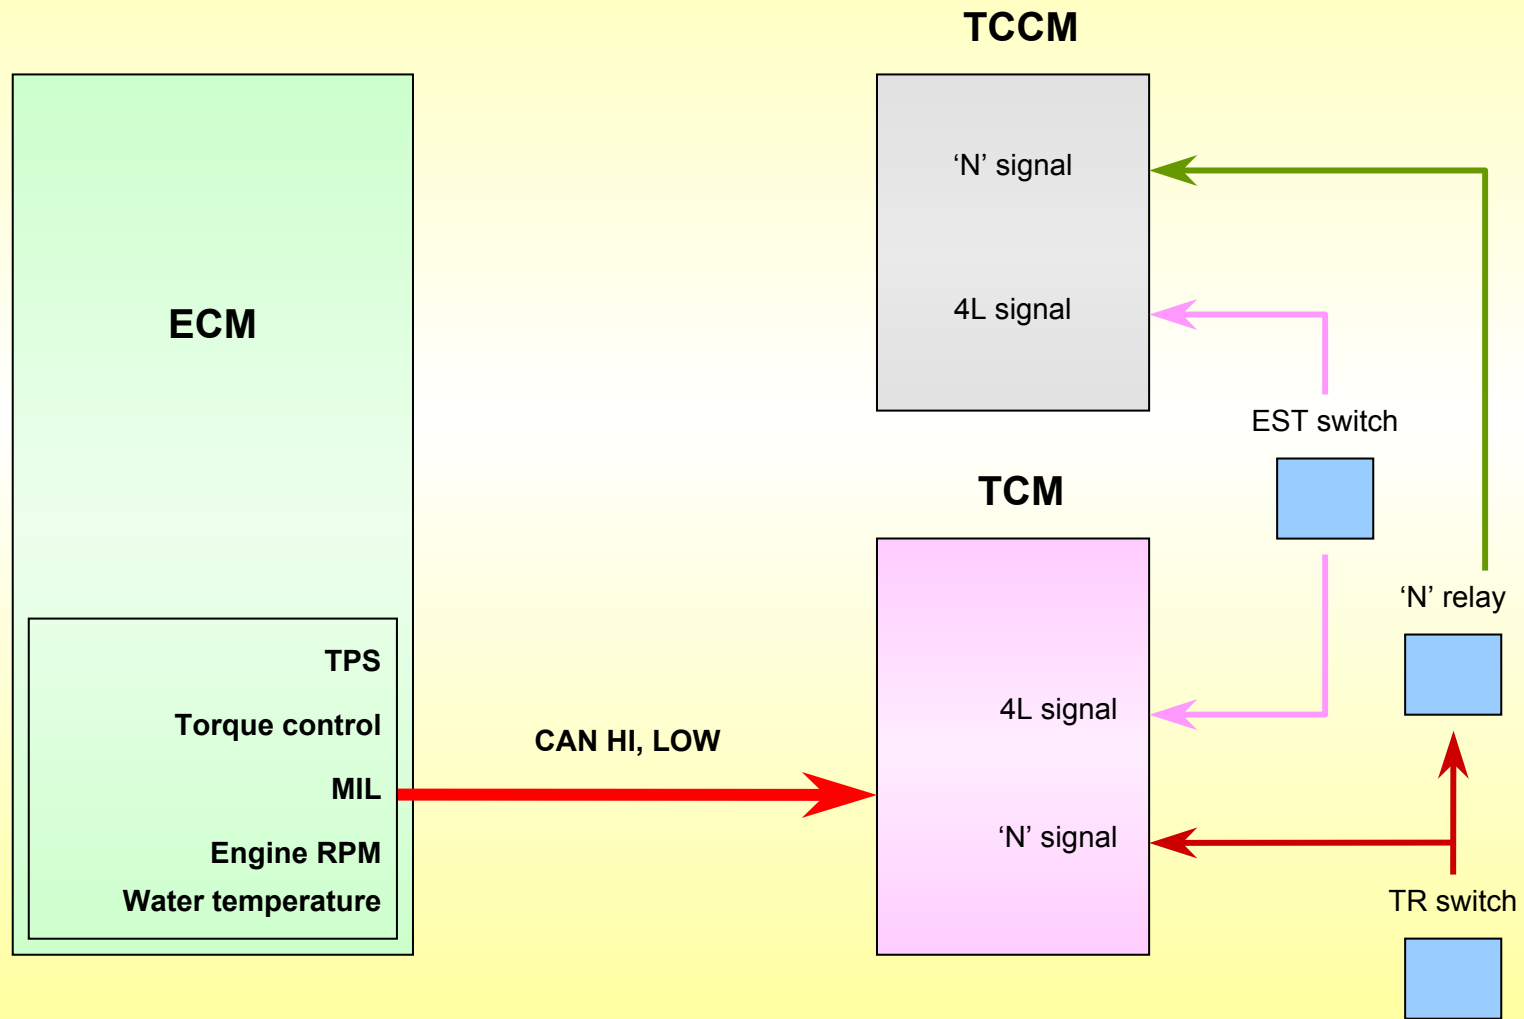 TCCM
‘N’ signal
4L signal
ECM
EST switch
TCM
‘N’ relay
TPS
Torque control
MIL
Engine RPM
Water temperature
CAN HI, LOW
4L signal
‘N’ signal
TR switch